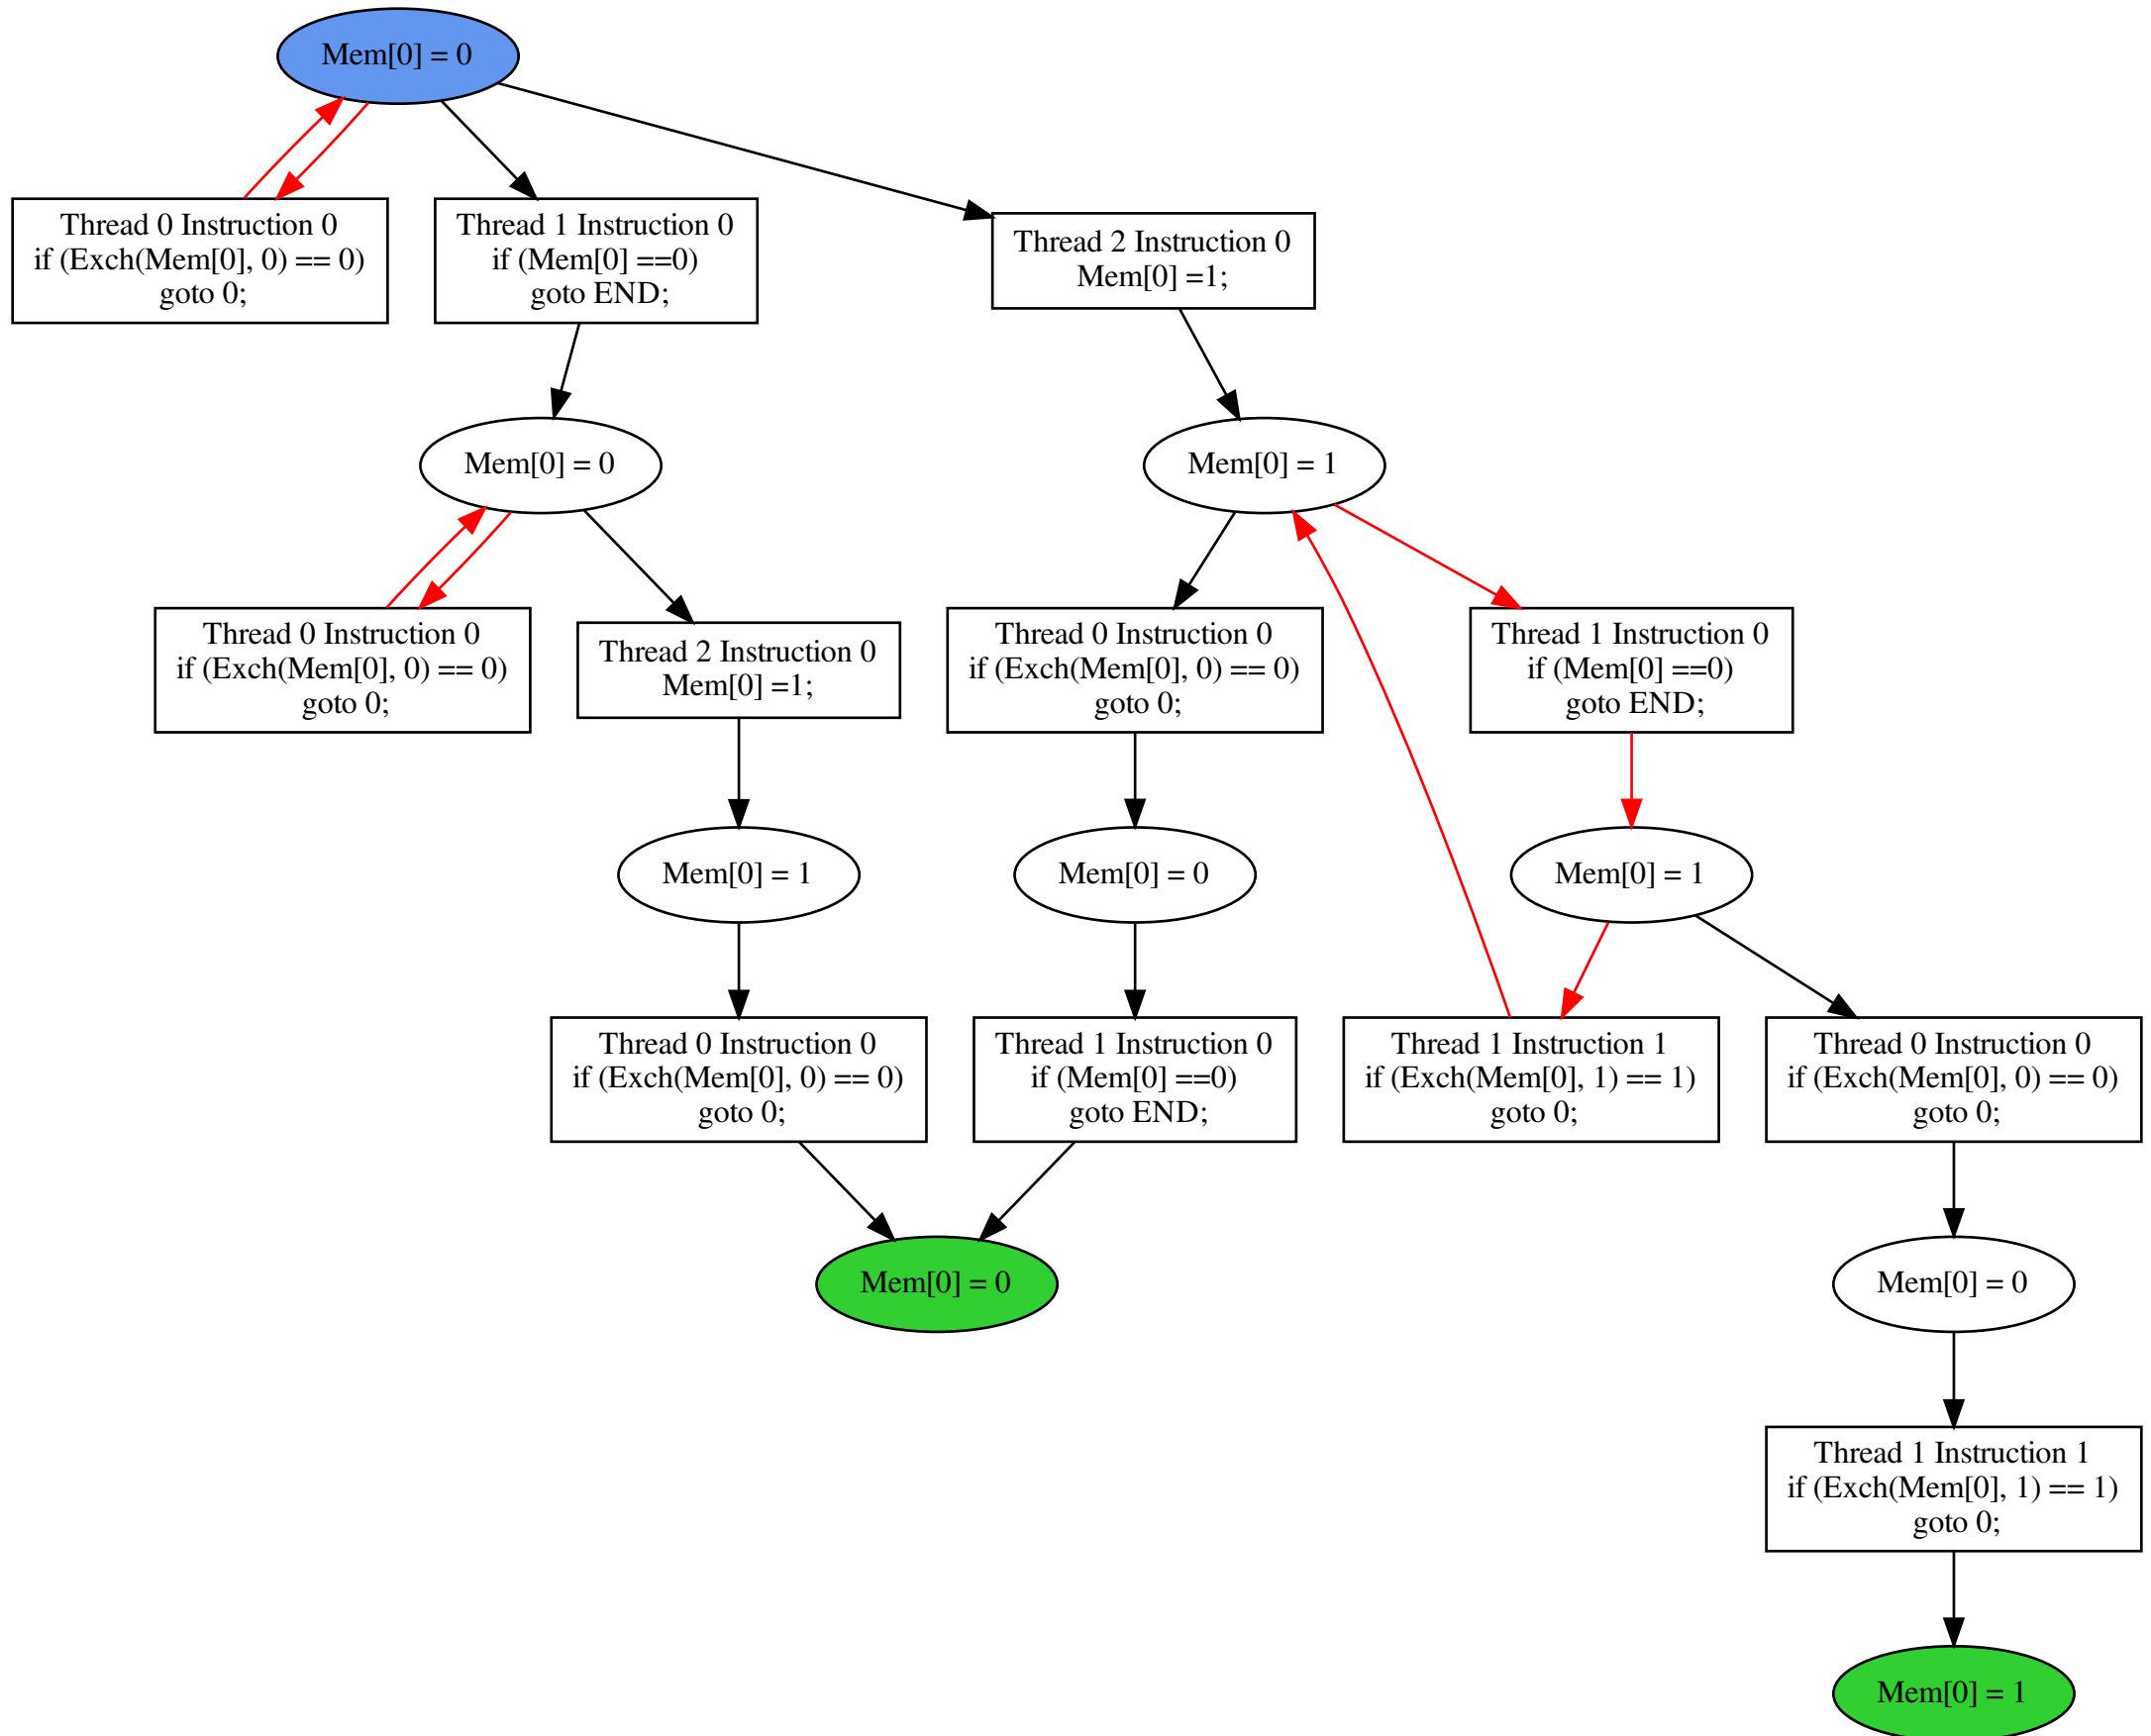 Mem[0] = 0
Thread 0 Instruction 0
if (Exch(Mem[0], 0) == 0)
goto 0;
Thread 1 Instruction 0
if (Mem[0] ==0)
goto END;
Thread 2 Instruction 0
Mem[0] =1;
Mem[0] = 0
Mem[0] = 1
Thread 0 Instruction 0
if (Exch(Mem[0], 0) == 0)
goto 0;
Thread 2 Instruction 0
Mem[0] =1;
Thread 0 Instruction 0
if (Exch(Mem[0], 0) == 0)
goto 0;
Thread 1 Instruction 0
if (Mem[0] ==0)
goto END;
Mem[0] = 1
Mem[0] = 0
Mem[0] = 1
Thread 0 Instruction 0
if (Exch(Mem[0], 0) == 0)
goto 0;
Thread 1 Instruction 0
if (Mem[0] ==0)
goto END;
Thread 1 Instruction 1
if (Exch(Mem[0], 1) == 1)
goto 0;
Thread 0 Instruction 0
if (Exch(Mem[0], 0) == 0)
goto 0;
Mem[0] = 0
Mem[0] = 0
Thread 1 Instruction 1
if (Exch(Mem[0], 1) == 1)
goto 0;
Mem[0] = 1